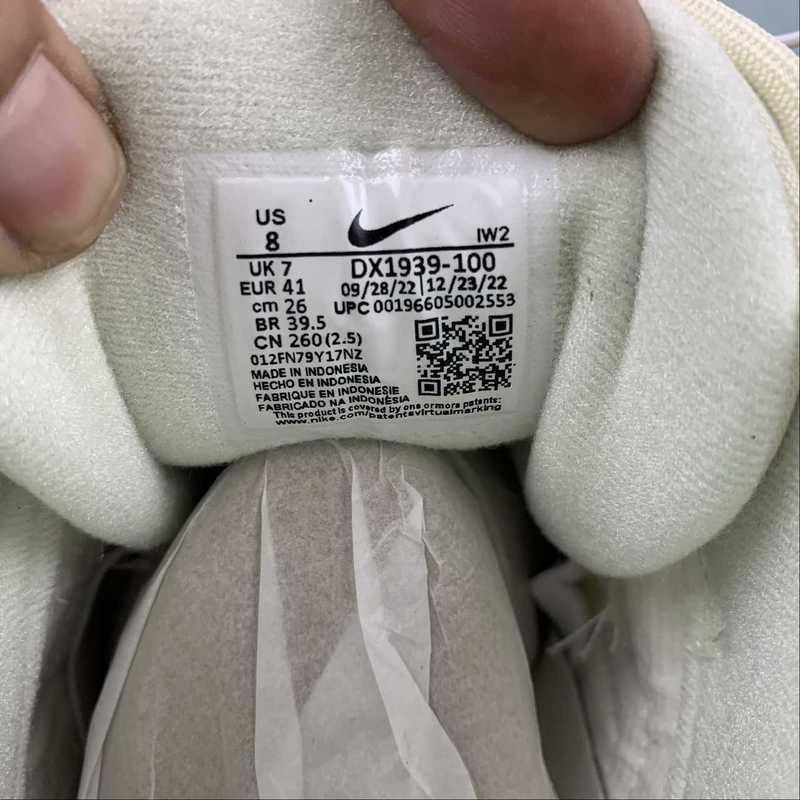 US
8
IW2
UK 7
DX1939-100
EUR 41
09/28/22 12/23/22
cm 26
UPC 00196605002553
BR 39.5
CN 260(2.5)
012FN79Y17NZ
MADE IN INDONESIA
HECHO EN INDONESIA
FABRIQUE EN INDONESIE
FABRICADO NA INDONÉSIA
This product is covered by one ormore patents:
www.nike.com/patentsvirtualmarking